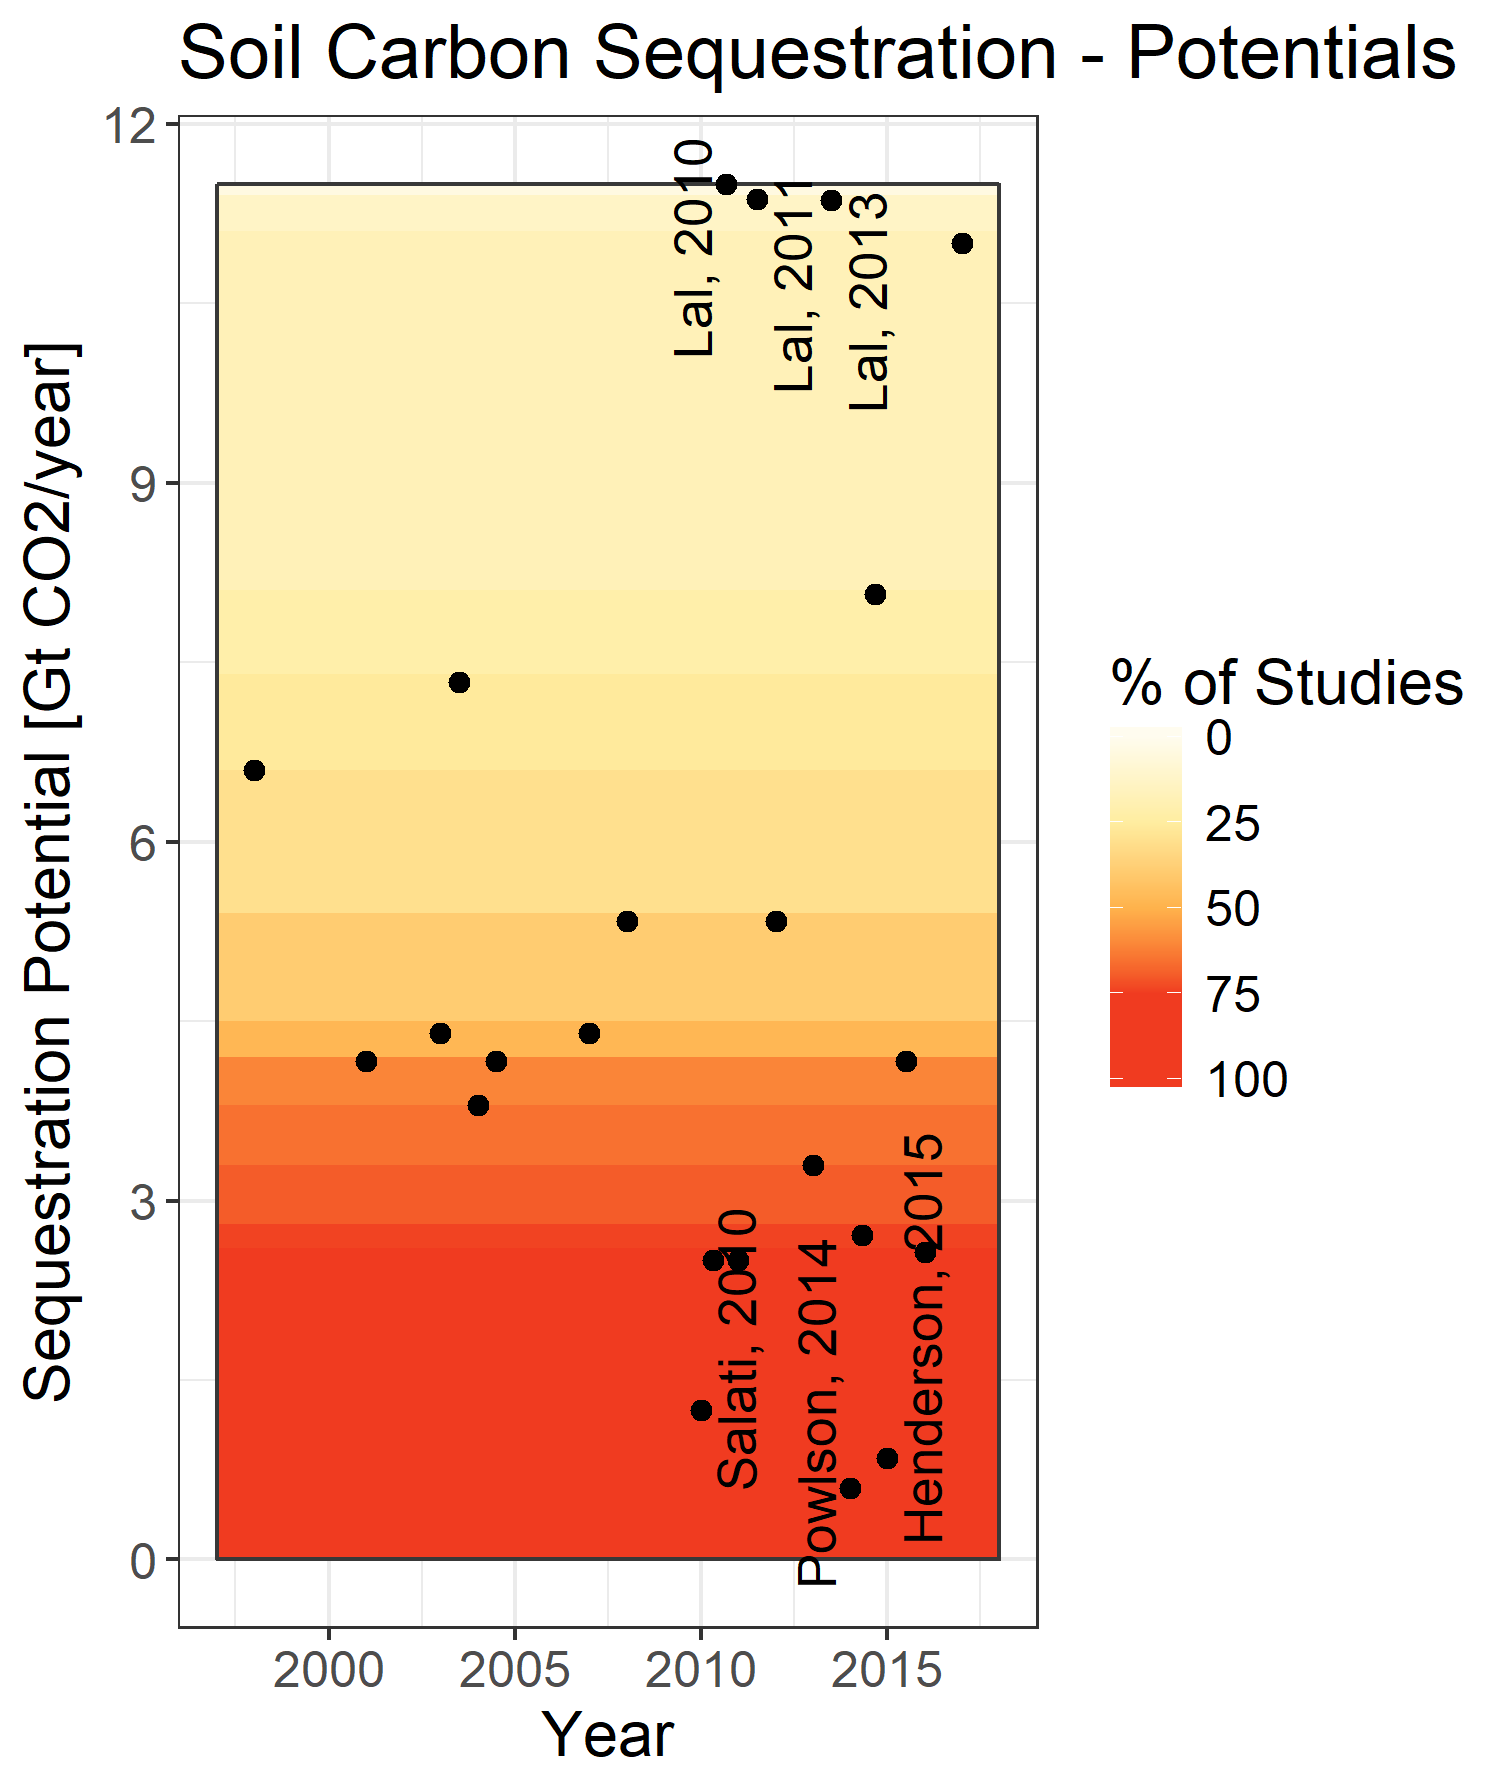 Soil Carbon Sequestration - Potentials
Sequestration Potential [Gt CO2/year]
12
9
6
3
0
Lal, 2010
Lal, 2011
Lal, 2013
Salati, 2010
Powlson, 2014
Henderson, 2015
2000
2005
2010
2015
Year
% of Studies
0
25
50
75
100